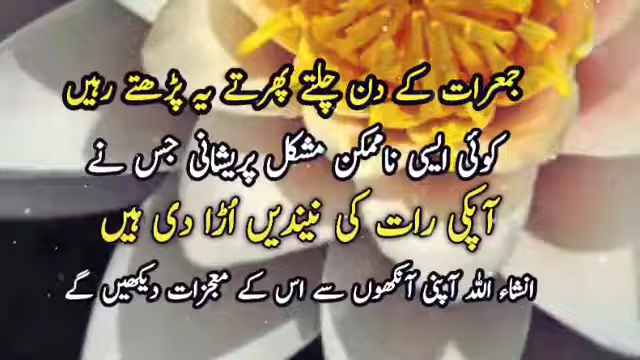 جمعرات کے دن چلتے پھرتے یہ پڑھتے رہیں
کوئی ایسی ناممکن مشکل پریشانی جس نے
آپکی رات کی نیندیں اُڑا دی ہیں
انشاء اللہ آپنی آنکھوں سے اس کے معجزات دیکھیں گے